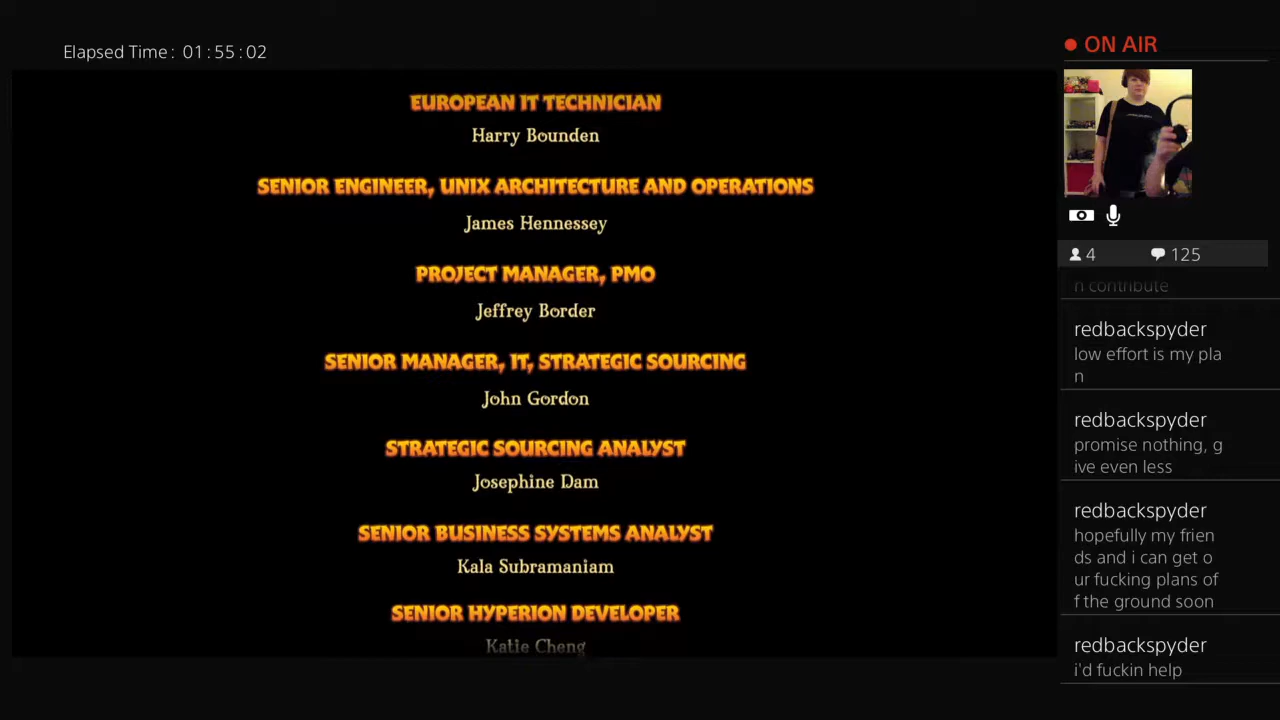 Elapsed Time: 01:55:02
EUROPEAN IT TECHNICIAN
Harry Bounden
SENIOR ENGINEER, UNIX ARCHITECTURE AND OPERATIONS
James Hennessey
PROJECT MANAGER, PMO
Jeffrey Border
SENIOR MANAGER, IT, STRATEGIC SOURCING
John Gordon
STRATEGIC SOURCING ANALYST
Josephine Dam
SENIOR BUSINESS SYSTEMS ANALYST
Kala Subramaniam
SENIOR HYPERION DEVELOPER
Katie Cheng
ON AIR
4
125
n contribute
redbackspyder
low effort is my pla
n
redbackspyder
promise nothing, g
ive even less
redbackspyder
hopefully my frien
ds and i can get o
ur fucking plans of
f the ground soon
redbackspyder
i'd fuckin help